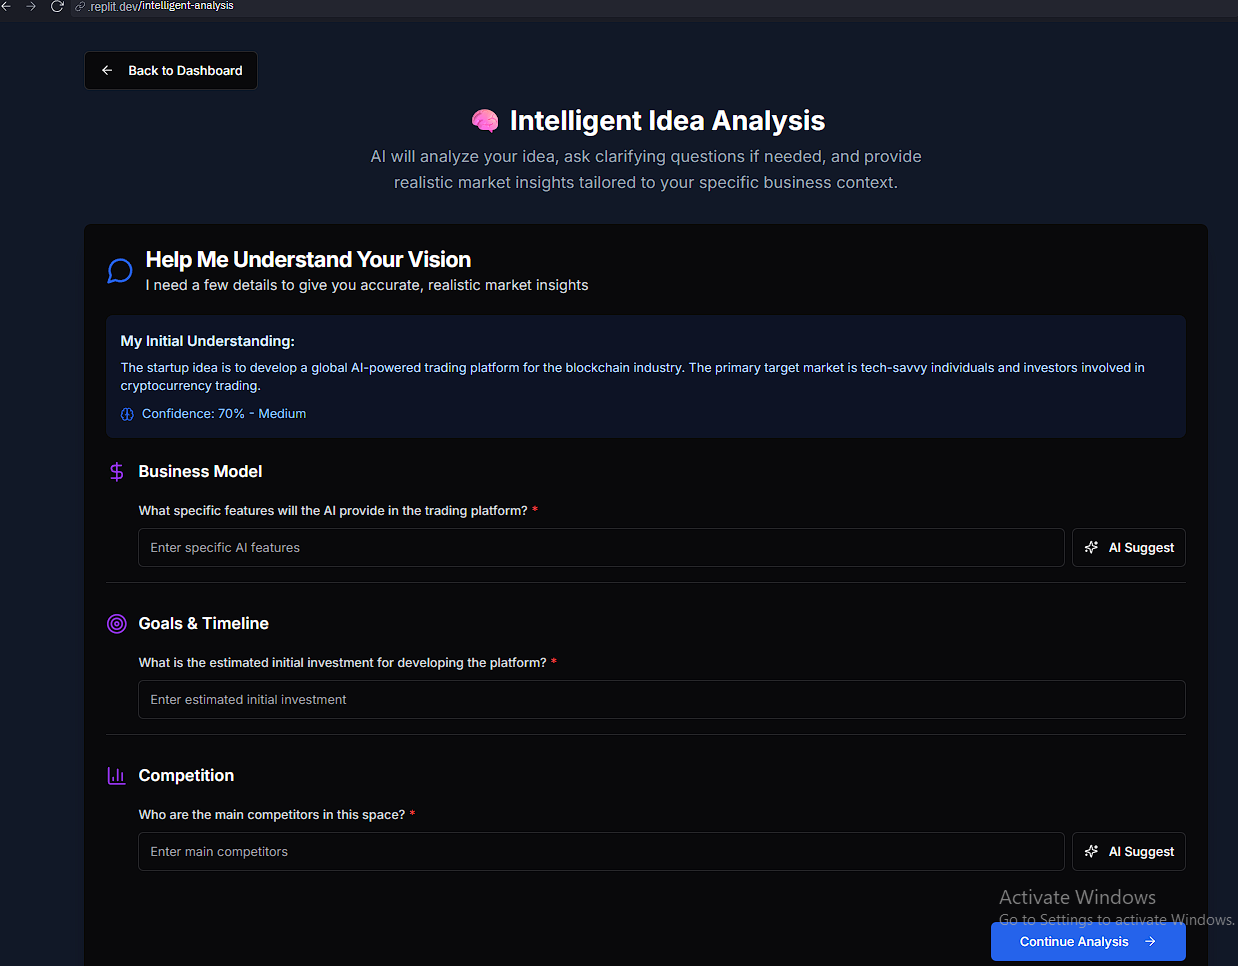 .replit.dev/intelligent-analysis
Back to Dashboard
Intelligent Idea Analysis
AI will analyze your idea, ask clarifying questions if needed, and provide
realistic market insights tailored to your specific business context.
Help Me Understand Your Vision
I need a few details to give you accurate, realistic market insights
My Initial Understanding:
The startup idea is to develop a global AI-powered trading platform for the blockchain industry. The primary target market is tech-savvy individuals and investors involved in
cryptocurrency trading.
Confidence: 70% - Medium
Business Model
What specific features will the AI provide in the trading platform? *
Enter specific AI features
AI Suggest
Goals & Timeline
What is the estimated initial investment for developing the platform? *
Enter estimated initial investment
Competition
Who are the main competitors in this space? *
Enter main competitors
AI Suggest
Activate Windows
Go to Settings to activate Windows.
Continue Analysis